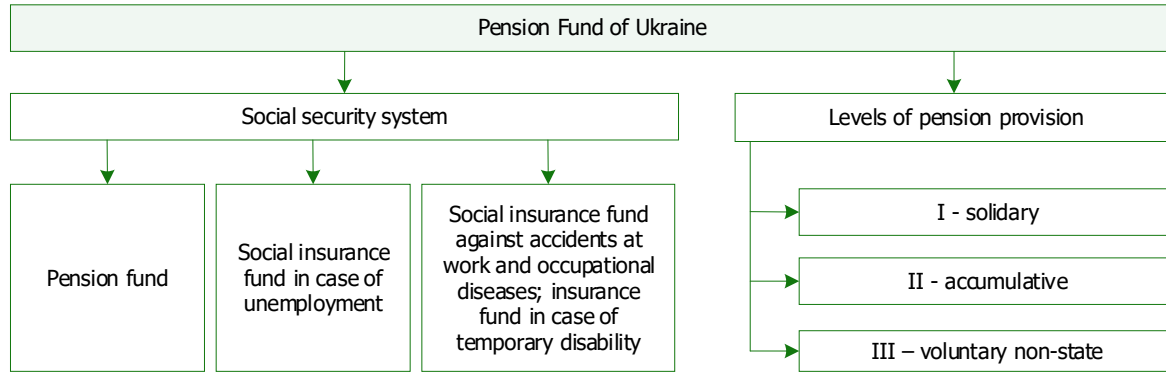 Pension Fund of Ukraine
Social security system
Levels of pension provision
Pension fund
Social insurance
fund in case of
unemployment
Social insurance fund
against accidents at
work and occupational
diseases; insurance
fund in case of
temporary disability
I - solidary
II - accumulative
III – voluntary non-state